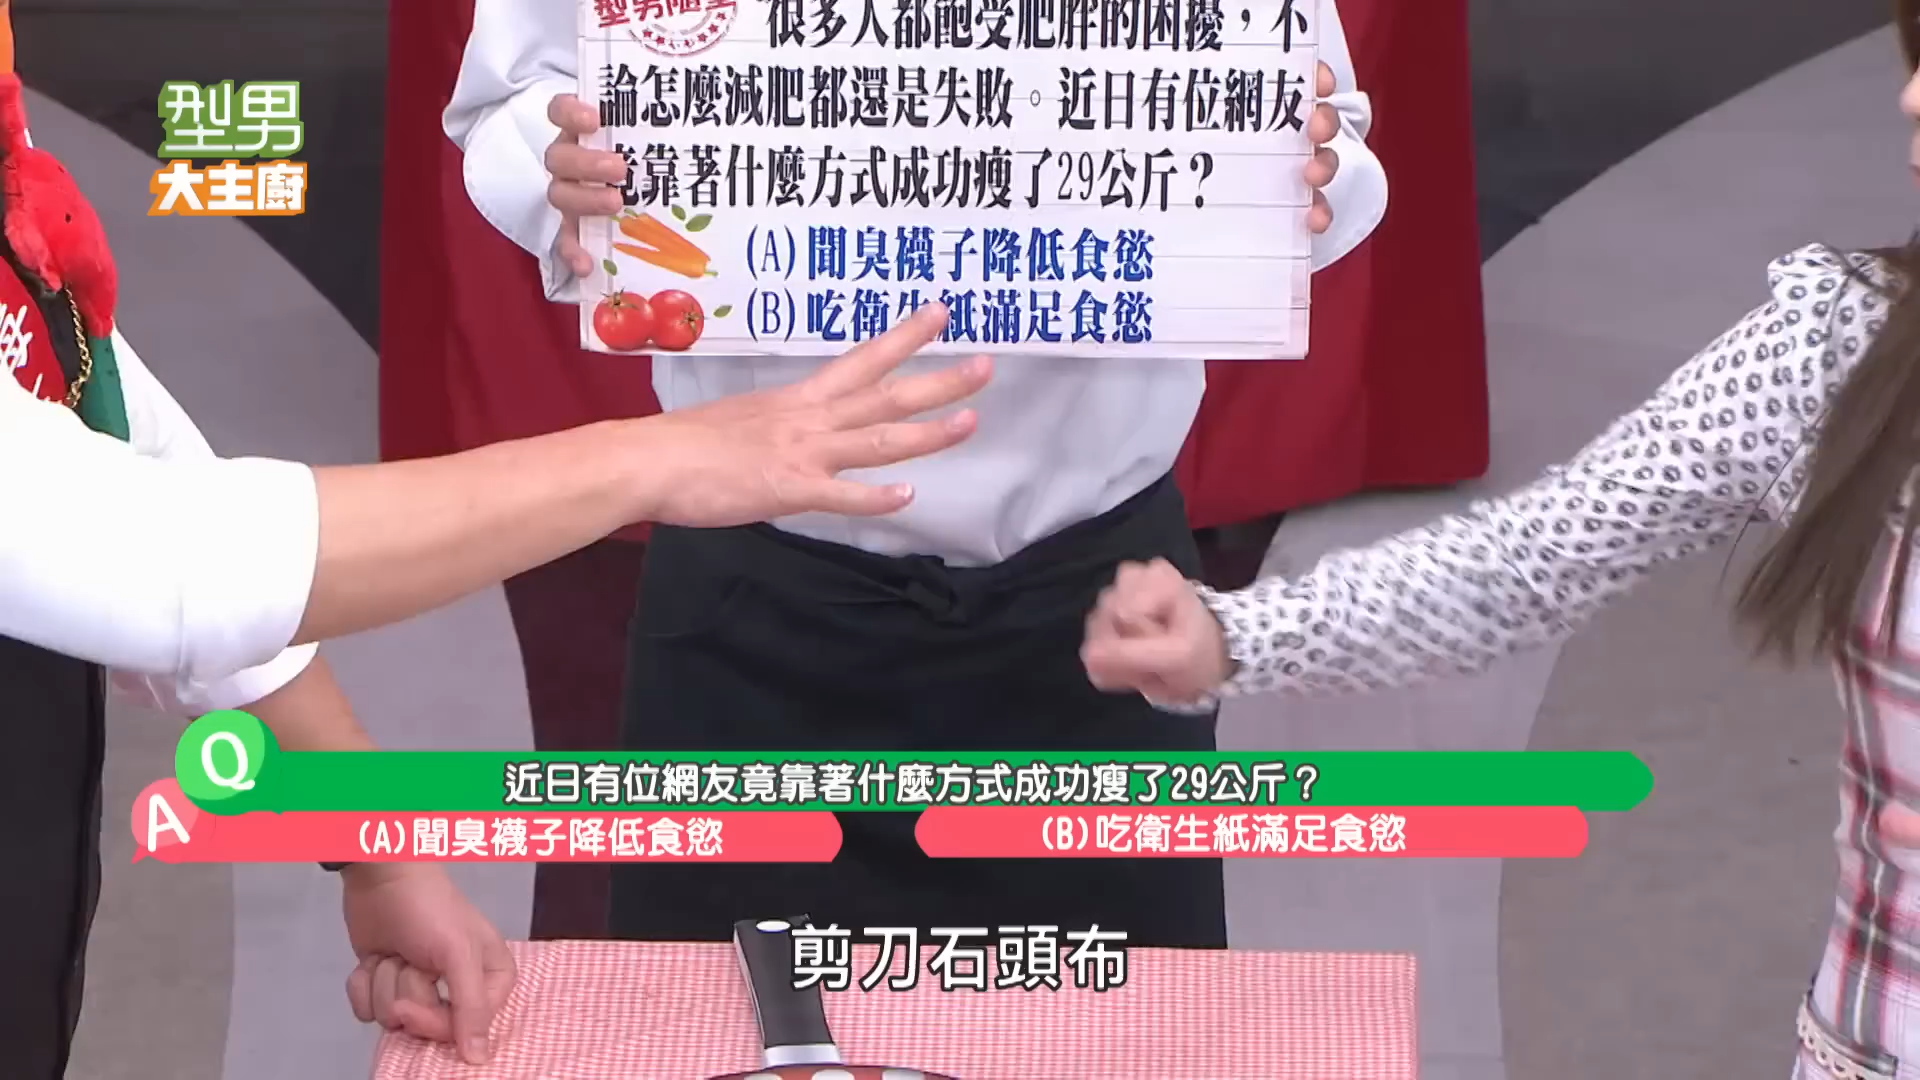 型男
大主廚
型男隨堂
很多人都飽受肥胖的困擾，不
論怎麼減肥都還是失敗。近日有位網友
竟靠著什麼方式成功瘦了29公斤？
(A)聞臭襪子降低食慾
(B)吃衛生紙滿足食慾
Q
近日有位網友竟靠著什麼方式成功瘦了29公斤？
A
(A)聞臭襪子降低食慾
(B)吃衛生紙滿足食慾
剪刀石頭布